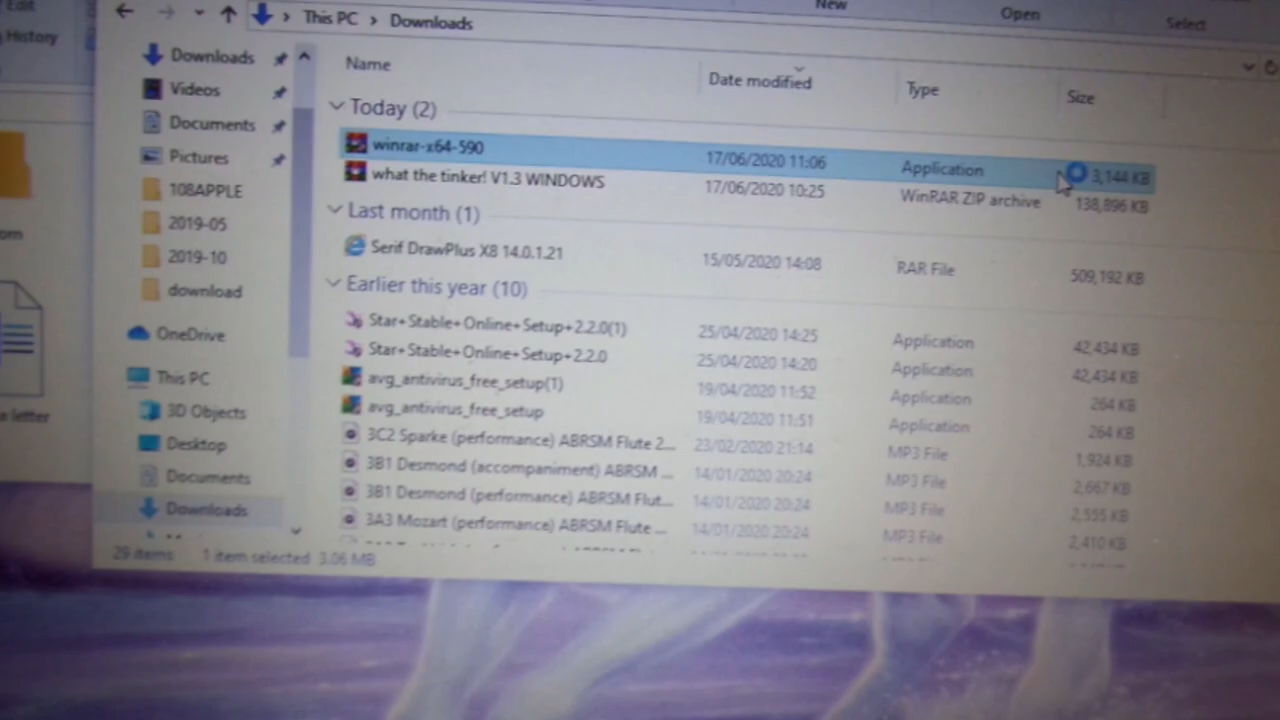 Edit
New
Open
Select
History
This PC > Downloads
Downloads
Videos
Documents
Pictures
108APPLE
2019-05
2019-10
download
OneDrive
This PC
3D Objects
Desktop
Documents
Downloads
Name Date modified Type Size
Today (2)
winrar-x64-590 17/06/2020 11:06 Application 3,144 KB
what the tinker! V1.3 WINDOWS 17/06/2020 10:25 WinRAR ZIP archive 138,896 KB
Last month (1)
Serif DrawPlus X8 14.0.1.21 15/05/2020 14:08 RAR File 509,192 KB
Earlier this year (10)
Star+Stable+Online+Setup+2.2.0(1) 25/04/2020 14:25 Application 42,434 KB
Star+Stable+Online+Setup+2.2.0 25/04/2020 14:20 Application 42,434 KB
avg_antivirus_free_setup(1) 19/04/2020 11:52 Application 264 KB
avg_antivirus_free_setup 19/04/2020 11:51 Application 264 KB
3C2 Sparke (performance) ABRSM Flute 2... 23/02/2020 21:14 MP3 File 1,924 KB
3B1 Desmond (accompaniment) ABRSM ... 14/01/2020 20:24 MP3 File 2,667 KB
3B1 Desmond (performance) ABRSM Flut... 14/01/2020 20:24 MP3 File 2,555 KB
3A3 Mozart (performance) ABRSM Flute ... 14/01/2020 20:24 MP3 File 2,410 KB
29 items 1 item selected 3.06 MB
letter